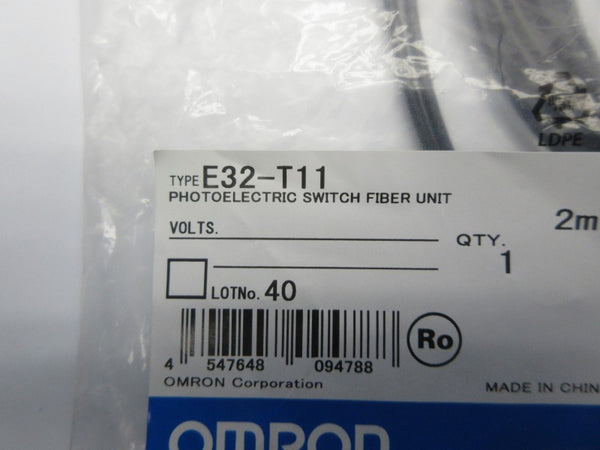 LDPE
TYPE E32-T11
PHOTOELECTRIC SWITCH FIBER UNIT
2m
VOLTS.
QTY.
1
LOTNo. 40
Ro
4 547648 094788
OMRON Corporation
MADE IN CHIN
OMRON